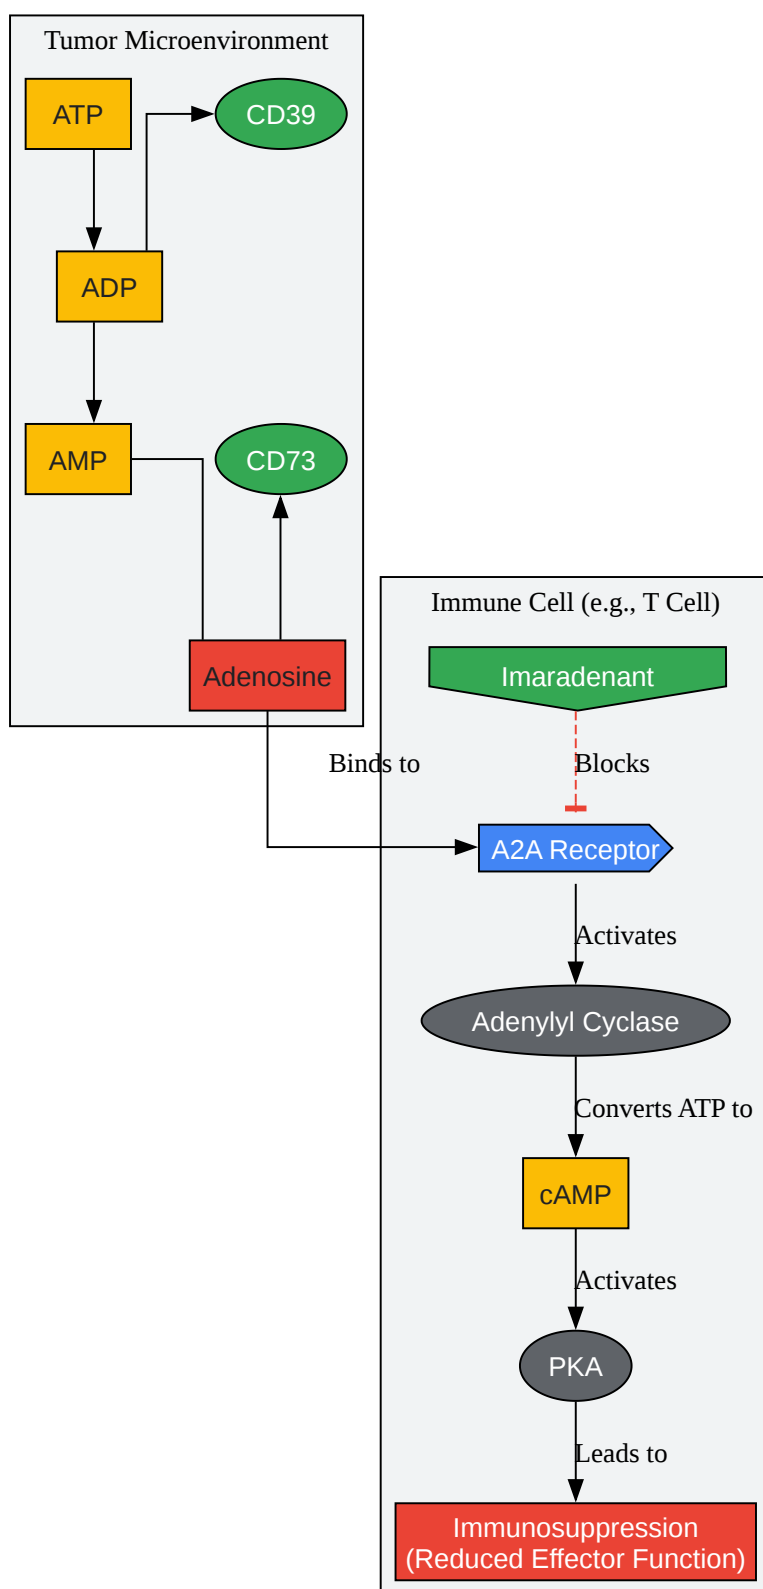 Tumor Microenvironment
ATP
CD39
ADP
AMP
CD73
Adenosine
Immune Cell (e.g., T Cell)
Imaradenant
Binds to
Blocks
A2A Receptor
Activates
Adenylyl Cyclase
Converts ATP to
cAMP
Activates
PKA
Leads to
Immunosuppression
(Reduced Effector Function)